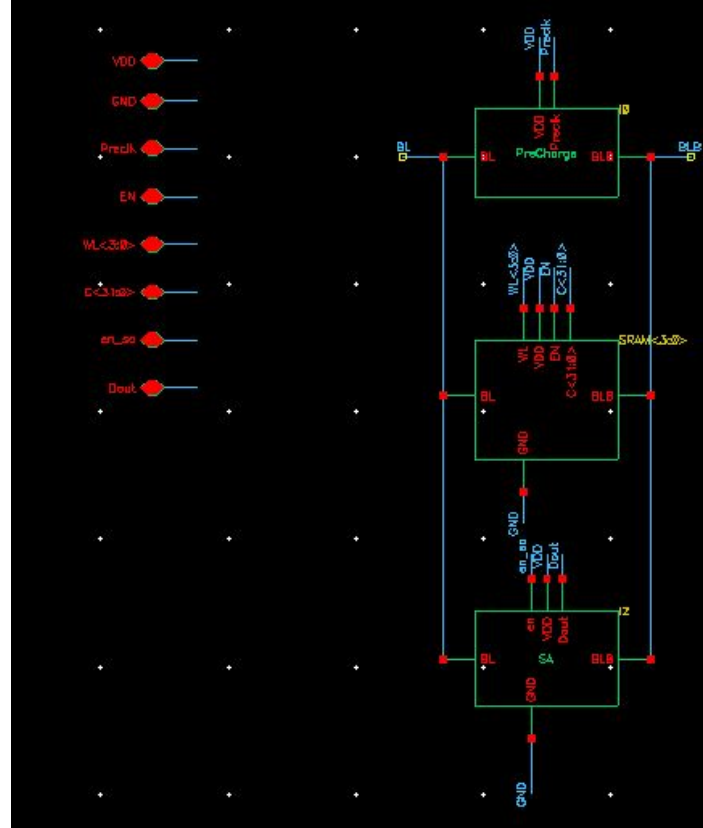 VDD
GND
Preclk
EN
WL<3:0>
C<31:0>
en_sa
Dout
VDD
Preclk
I0
VDD
Preclk
BL
BL
PreCharge
BLB
BLB
WL<3:0>
VDD
EN
C<31:0>
SRAM<3:0>
WL
VDD
EN
C<31:0>
BL
BLB
GND
GND
en_sa
VDD
Dout
I2
en
VDD
Dout
BL
SA
BLB
GND
GND